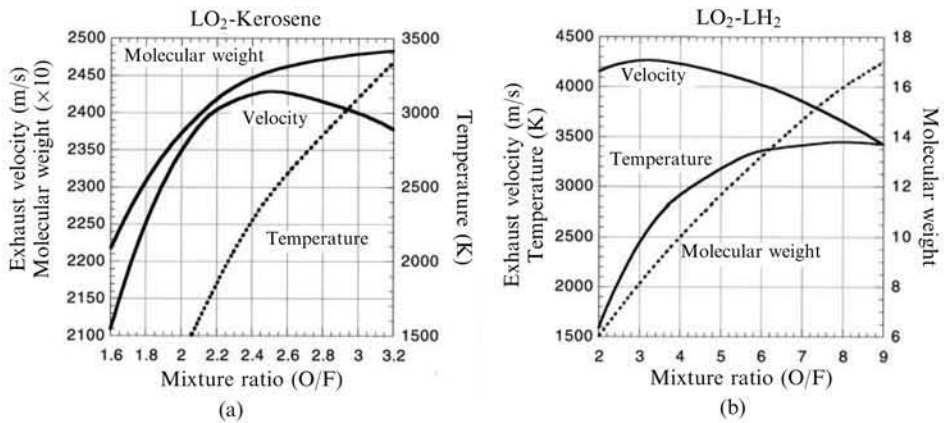 LO₂-Kerosene
Exhaust velocity (m/s)
Molecular weight (×10)
2500
2450
2400
2350
2300
2250
2200
2150
2100
Molecular weight
Velocity
Temperature
3500
3000
2500
2000
1500
Temperature
(K)
1.6 1.8 2 2.2 2.4 2.6 2.8 3 3.2
Mixture ratio (O/F)
(a)
LO₂-LH₂
Exhaust velocity (m/s)
Temperature (K)
4500
4000
3500
3000
2500
2000
1500
Velocity
Temperature
Molecular weight
18
16
14
12
10
8
6
Molecular weight
2 3 4 5 6 7 8 9
Mixture ratio (O/F)
(b)